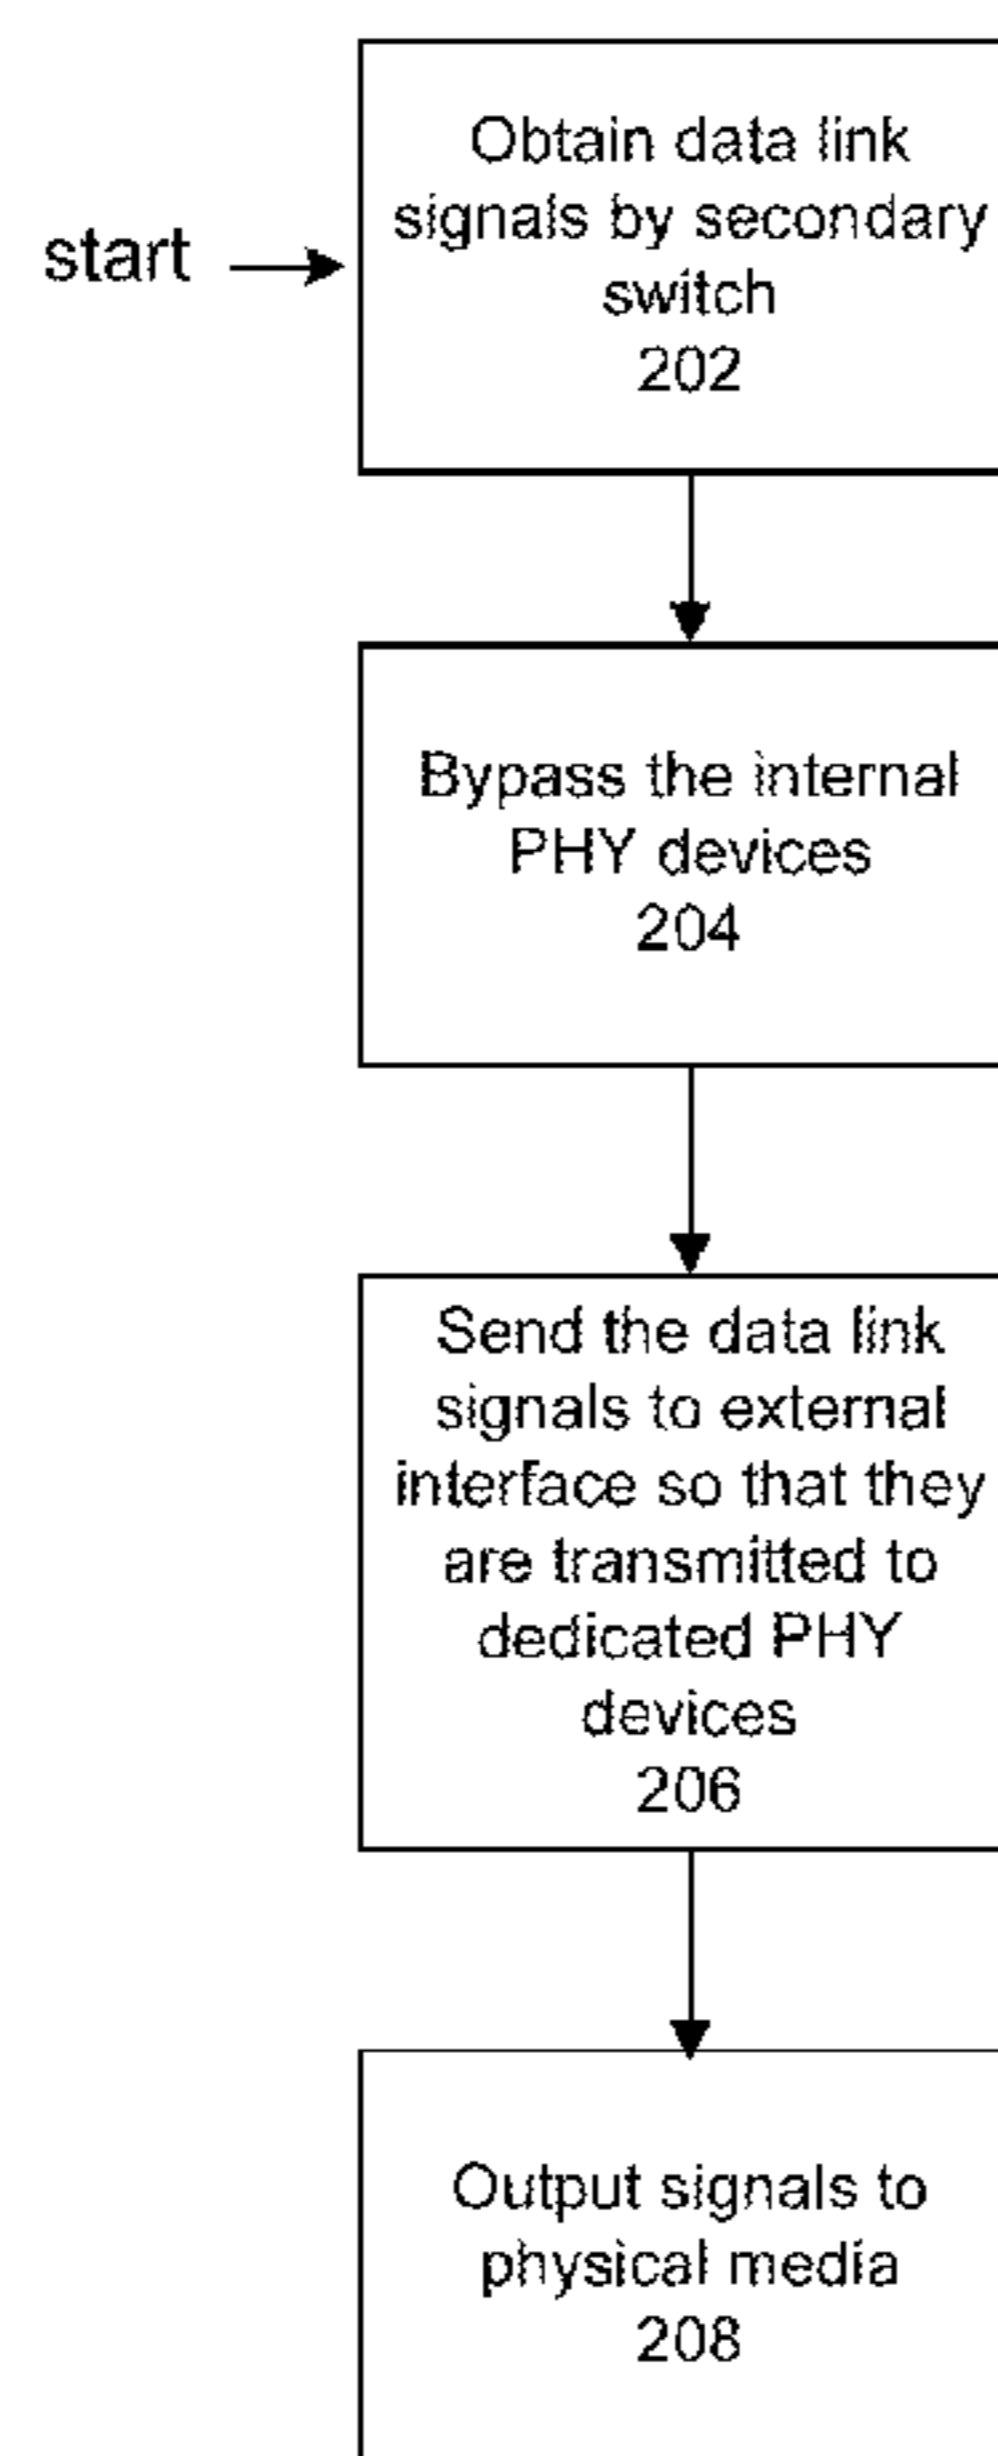 start
Obtain data link
signals by secondary
switch
202
Bypass the internal
PHY devices
204
Send the data link
signals to external
interface so that they
are transmitted to
dedicated PHY
devices
206
Output signals to
physical media
208